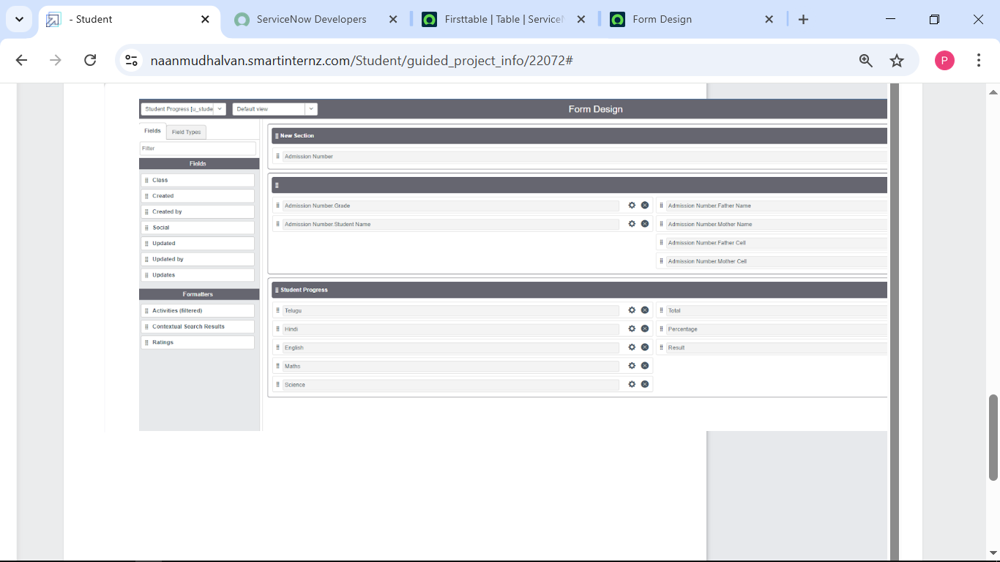 - Student
ServiceNow Developers
Firsttable | Table | Service
Form Design
naanmudhalvan.smartinternz.com/Student/guided_project_info/22072#
P
Student Progress [u_stude
Default view
Form Design
Fields
Field Types
Filter
Fields
Class
Created
Created by
Social
Updated
Updated by
Updates
Formatters
Activities (filtered)
Contextual Search Results
Ratings
New Section
Admission Number
Admission Number.Grade
Admission Number.Student Name
Admission Number.Father Name
Admission Number.Mother Name
Admission Number.Father Cell
Admission Number.Mother Cell
Student Progress
Telugu
Hindi
English
Maths
Science
Total
Percentage
Result